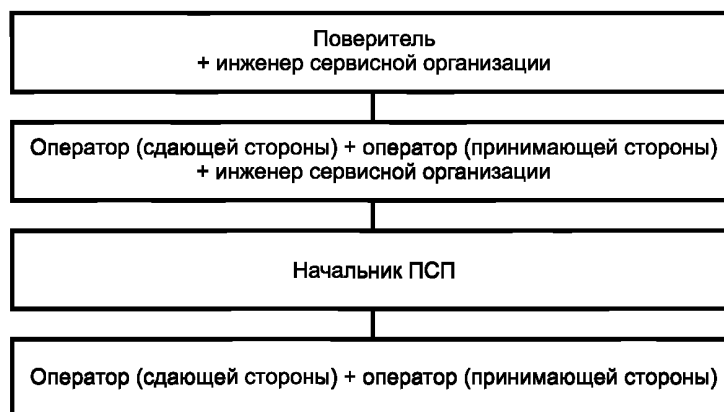 Поверитель
+ инженер сервисной организации
Оператор (сдающей стороны) + оператор (принимающей стороны)
+ инженер сервисной организации
Начальник ПСП
Оператор (сдающей стороны) + оператор (принимающей стороны)